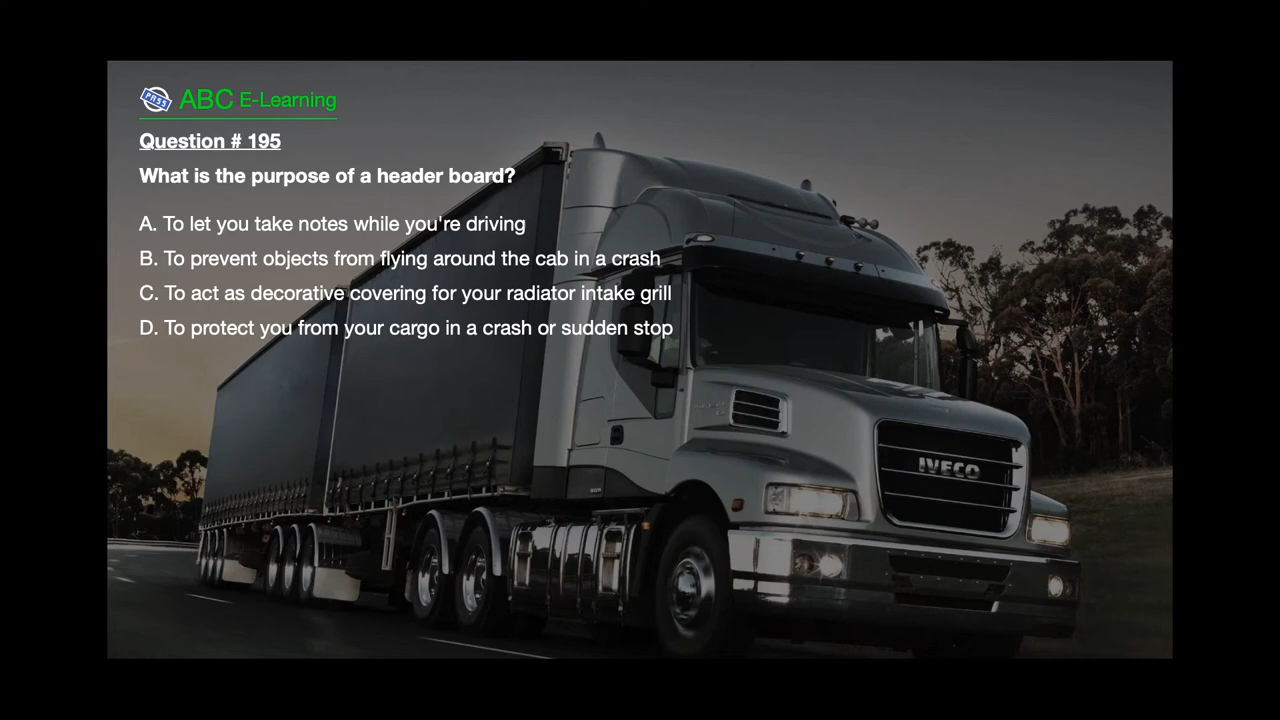 PASS ABC E-Learning
Question # 195
What is the purpose of a header board?
A. To let you take notes while you're driving
B. To prevent objects from flying around the cab in a crash
C. To act as decorative covering for your radiator intake grill
D. To protect you from your cargo in a crash or sudden stop
IVECO